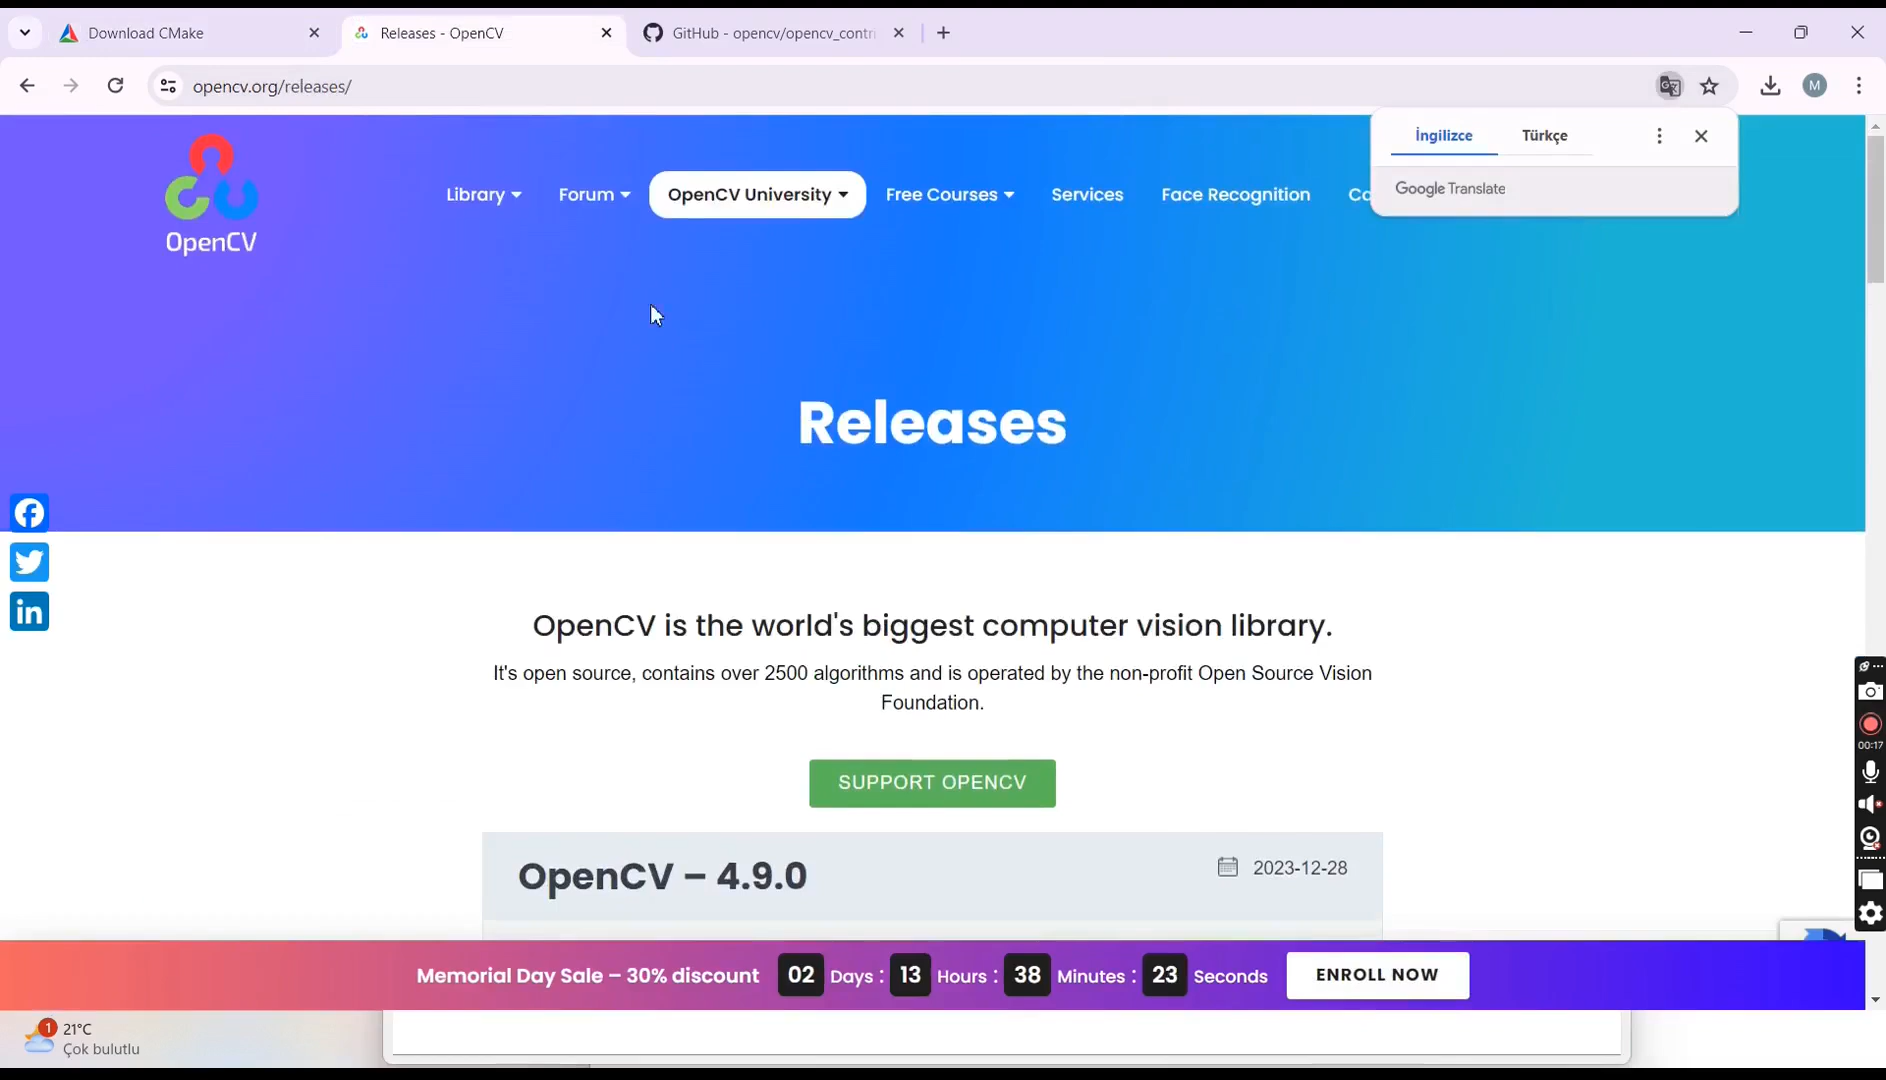 Download CMake
Releases - OpenCV
GitHub - opencv/opencv_contri
opencv.org/releases/
M
İngilizce Türkçe
Google Translate
OpenCV
Library Forum OpenCV University Free Courses Services Face Recognition Co
Releases
OpenCV is the world's biggest computer vision library.
It's open source, contains over 2500 algorithms and is operated by the non-profit Open Source Vision
Foundation.
SUPPORT OPENCV
OpenCV – 4.9.0
2023-12-28
00:17
Memorial Day Sale – 30% discount 02 Days : 13 Hours : 38 Minutes : 23 Seconds ENROLL NOW
1
21°C
Çok bulutlu